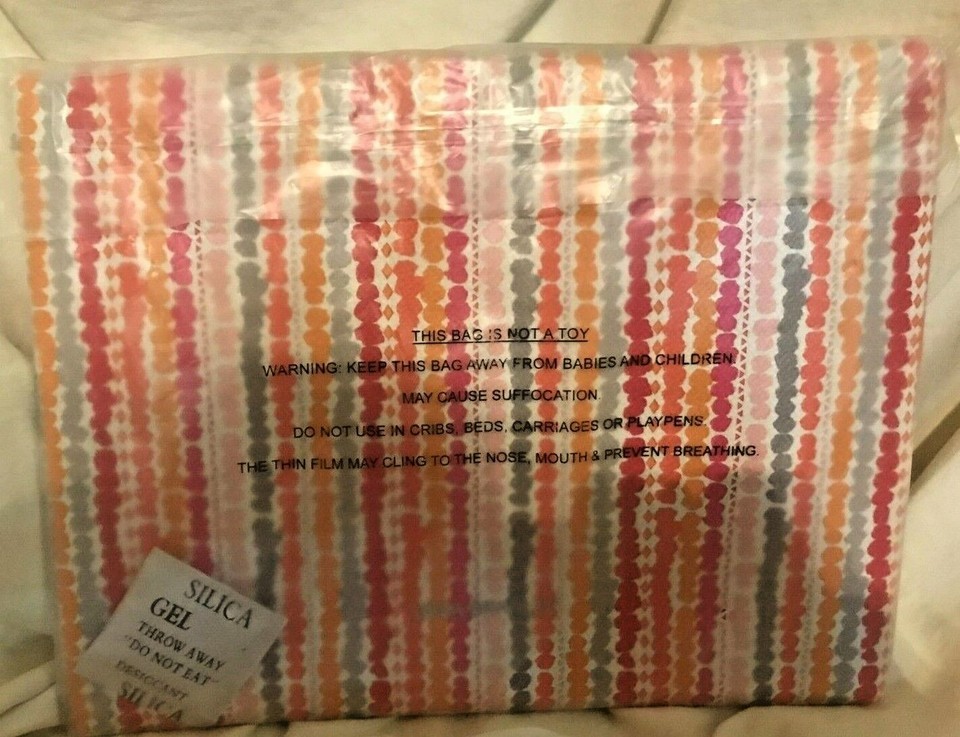 THIS BAG IS NOT A TOY
WARNING: KEEP THIS BAG AWAY FROM BABIES AND CHILDREN.
MAY CAUSE SUFFOCATION.
DO NOT USE IN CRIBS, BEDS, CARRIAGES OR PLAYPENS.
THE THIN FILM MAY CLING TO THE NOSE, MOUTH & PREVENT BREATHING.
SILICA
GEL
THROW AWAY
"DO NOT EAT"
DESICCANT
SILICA